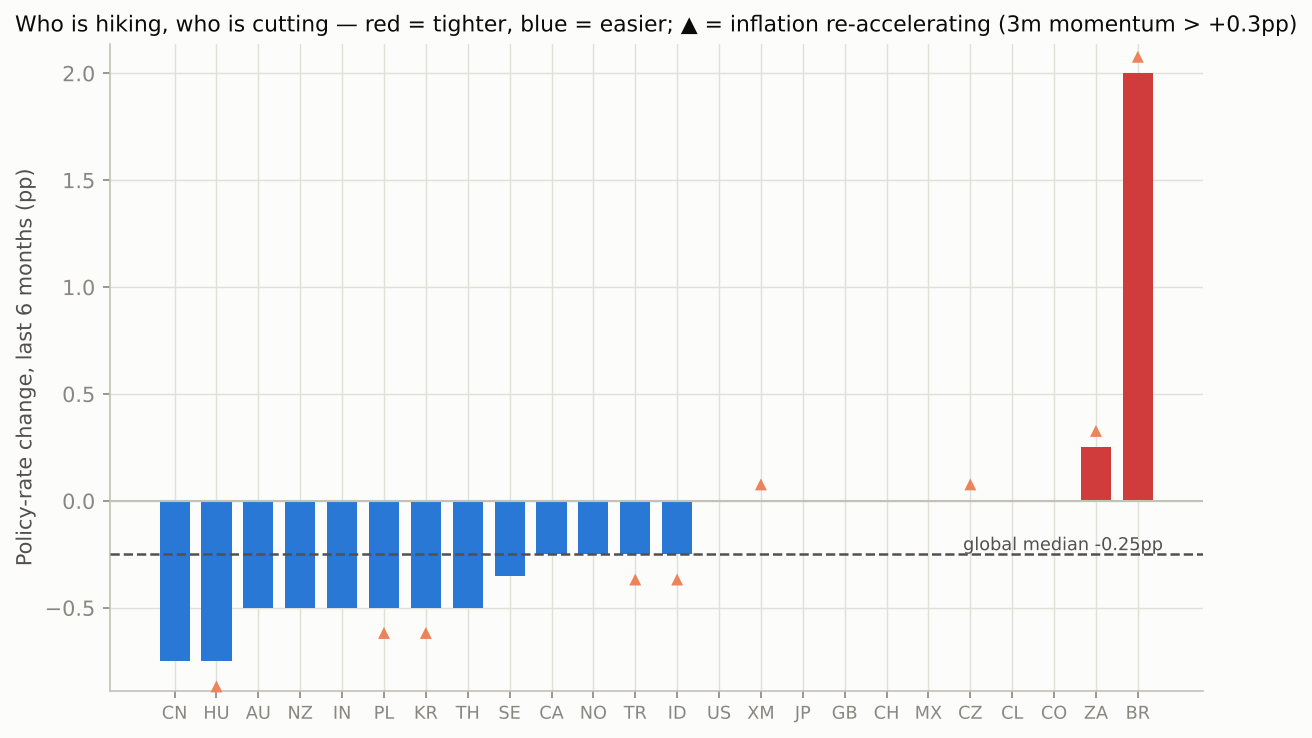 Who is hiking, who is cutting — red = tighter, blue = easier; ▲ = inflation re-accelerating (3m momentum > +0.3pp)
Policy-rate change, last 6 months (pp)
2.0
1.5
1.0
0.5
0.0
−0.5
global median -0.25pp
CN HU AU NZ IN PL KR TH SE CA NO TR ID US XM JP GB CH MX CZ CL CO ZA BR